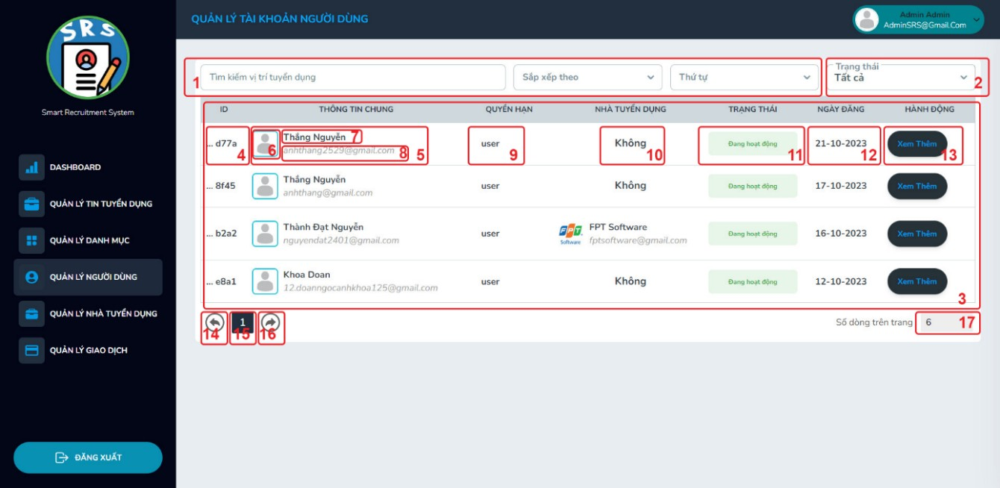 SRS
Smart Recruitment System
DASHBOARD
QUẢN LÝ TIN TUYỂN DỤNG
QUẢN LÝ DANH MỤC
QUẢN LÝ NGƯỜI DÙNG
QUẢN LÝ NHÀ TUYỂN DỤNG
QUẢN LÝ GIAO DỊCH
ĐĂNG XUẤT
QUẢN LÝ TÀI KHOẢN NGƯỜI DÙNG
Admin Admin
AdminSRS@Gmail.Com
1 Tìm kiếm vị trí tuyển dụng Sắp xếp theo Thứ tự
Trạng thái
Tất cả 2
ID THÔNG TIN CHUNG QUYỀN HẠN NHÀ TUYỂN DỤNG TRẠNG THÁI NGÀY ĐĂNG HÀNH ĐỘNG
... d77a Thắng Nguyễn 7 user Không Đang hoạt động 21-10-2023 Xem Thêm
4 6 anhthang2529@gmail.com 8 5 9 10 11 12 13
... 8f45 Thắng Nguyễn user Không Đang hoạt động 17-10-2023 Xem Thêm
anhthang@gmail.com
... b2a2 Thành Đạt Nguyễn user FPT Software FPT Software Đang hoạt động 16-10-2023 Xem Thêm
nguyendat2401@gmail.com fptsoftware@gmail.com
... e8a1 Khoa Doan user Không Đang hoạt động 12-10-2023 Xem Thêm
12.doanngocanhkhoa125@gmail.com
3
1 Số dòng trên trang 6 17
14 15 16